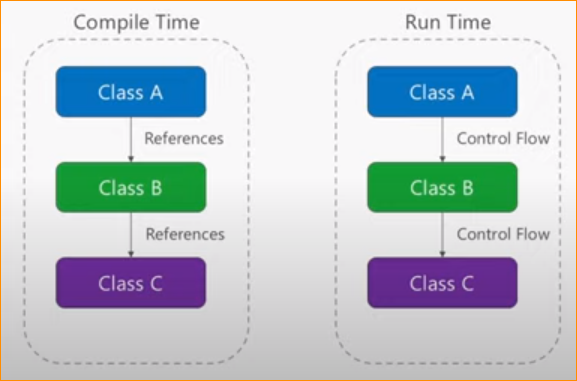 Compile Time
Class A
References
Class B
References
Class C
Run Time
Class A
Control Flow
Class B
Control Flow
Class C